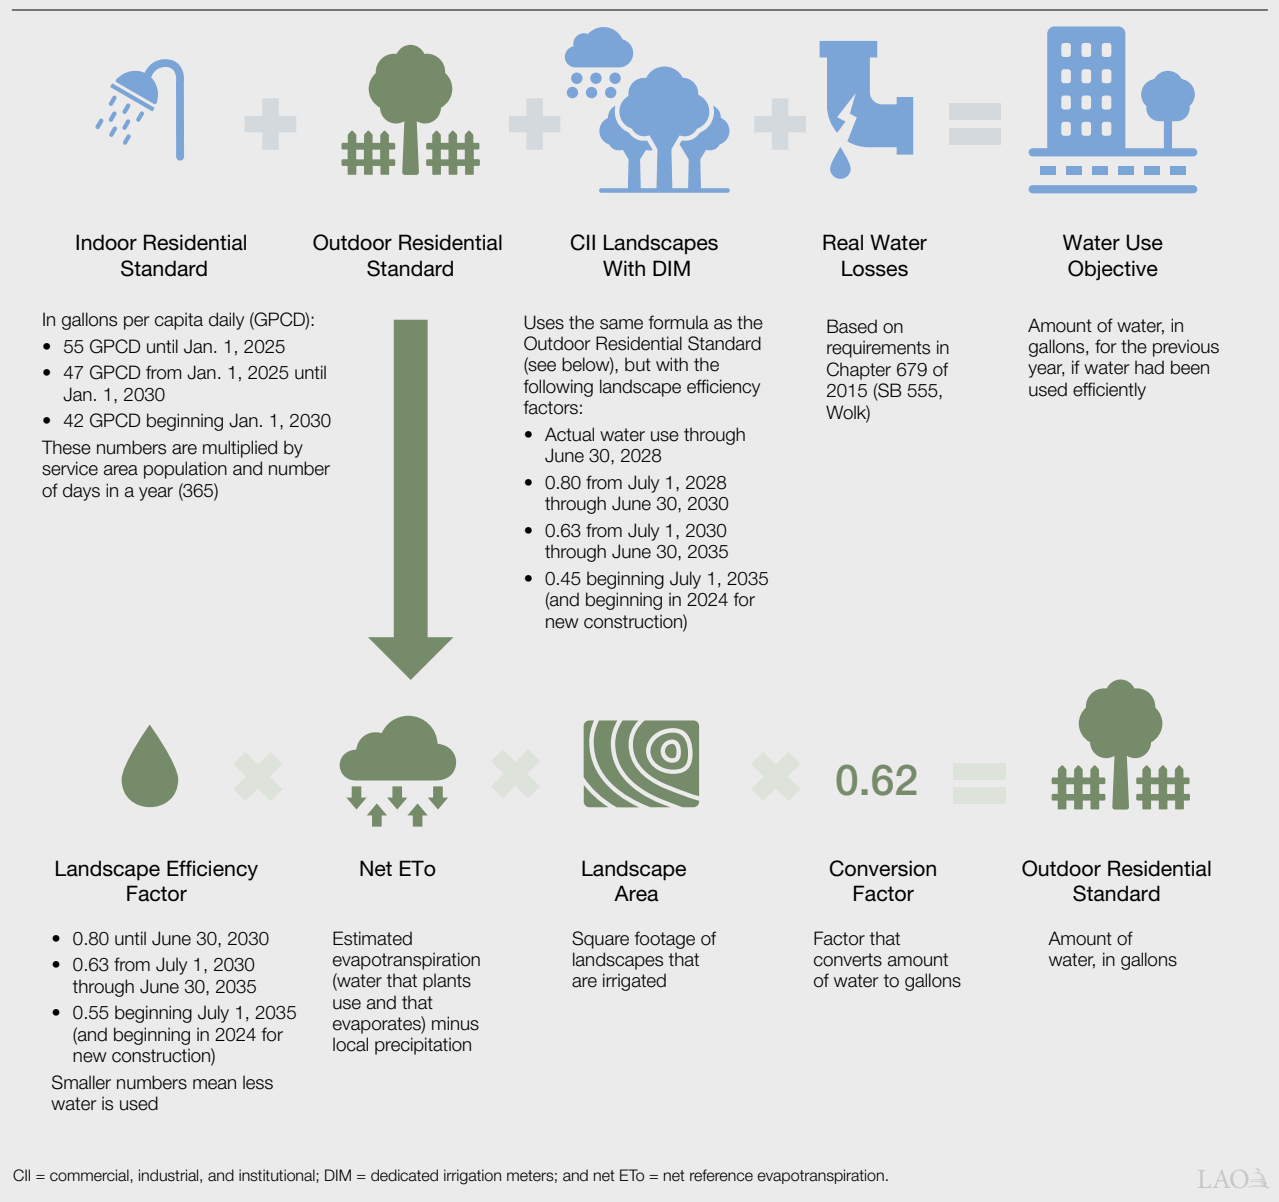 Indoor Residential
Standard
In gallons per capita daily (GPCD):
• 55 GPCD until Jan. 1, 2025
• 47 GPCD from Jan. 1, 2025 until
Jan. 1, 2030
• 42 GPCD beginning Jan. 1, 2030
These numbers are multiplied by
service area population and number
of days in a year (365)
Outdoor Residential
Standard
CII Landscapes
With DIM
Uses the same formula as the
Outdoor Residential Standard
(see below), but with the
following landscape efficiency
factors:
• Actual water use through
June 30, 2028
• 0.80 from July 1, 2028
through June 30, 2030
• 0.63 from July 1, 2030
through June 30, 2035
• 0.45 beginning July 1, 2035
(and beginning in 2024 for
new construction)
Real Water
Losses
Based on
requirements in
Chapter 679 of
2015 (SB 555,
Wolk)
Water Use
Objective
Amount of water, in
gallons, for the previous
year, if water had been
used efficiently
Landscape Efficiency
Factor
• 0.80 until June 30, 2030
• 0.63 from July 1, 2030
through June 30, 2035
• 0.55 beginning July 1, 2035
(and beginning in 2024 for
new construction)
Smaller numbers mean less
water is used
Net ETo
Estimated
evapotranspiration
(water that plants
use and that
evaporates) minus
local precipitation
Landscape
Area
Square footage of
landscapes that
are irrigated
0.62
Conversion
Factor
Factor that
converts amount
of water to gallons
Outdoor Residential
Standard
Amount of
water, in gallons
CII = commercial, industrial, and institutional; DIM = dedicated irrigation meters; and net ETo = net reference evapotranspiration.
LAO